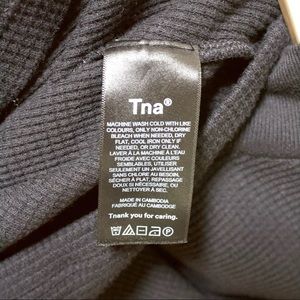 Tna®
MACHINE WASH COLD WITH LIKE
COLOURS, ONLY NON-CHLORINE
BLEACH WHEN NEEDED, DRY
FLAT, COOL IRON ONLY IF
NEEDED, OR DRY CLEAN.
LAVER À LA MACHINE À L'EAU
FROIDE AVEC COULEURS
SEMBLABLES, UTILISER
SEULEMENT UN JAVELLISANT
SANS CHLORE AU BESOIN,
SÉCHER À PLAT, REPASSAGE
DOUX SI NÉCESSAIRE, OU
NETTOYER À SEC.
MADE IN CAMBODIA
FABRIQUÉ AU CAMBODGE
Tnank you for caring.